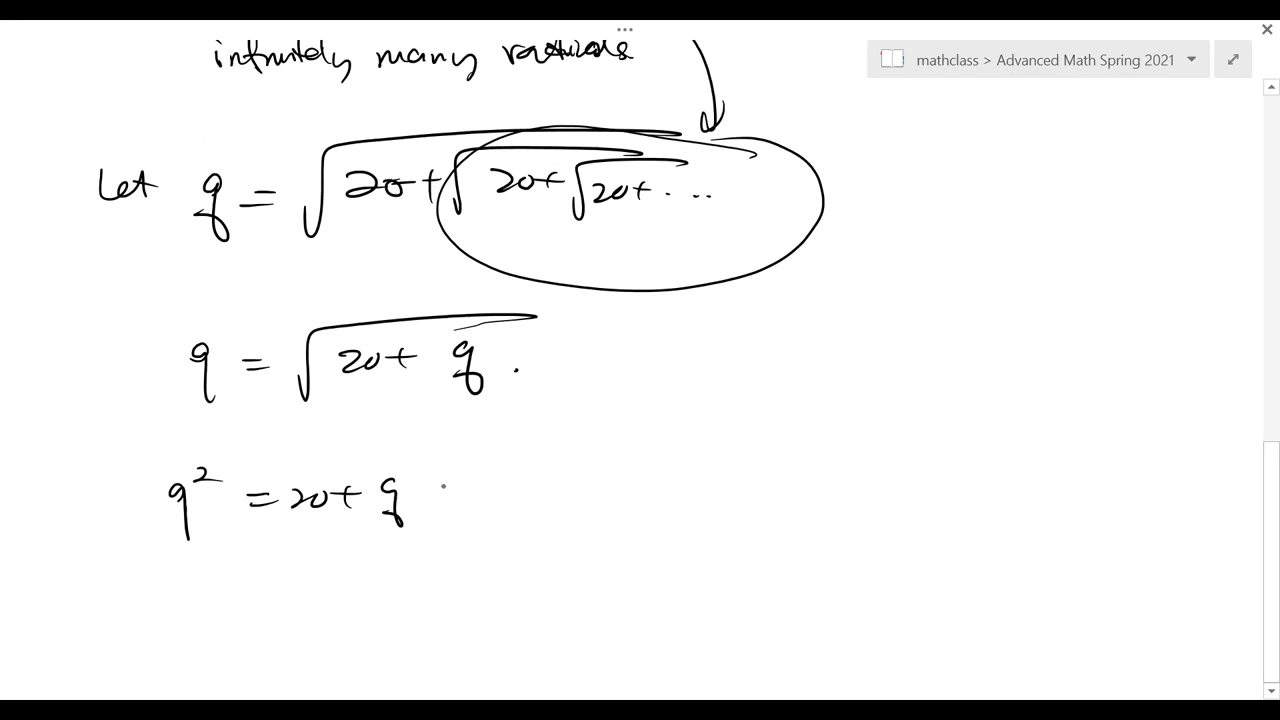 infinitely many radicals
mathclass > Advanced Math Spring 2021
Let q = √(20+√(20+√(20+...
q = √(20+ q.
q² = 20+ q